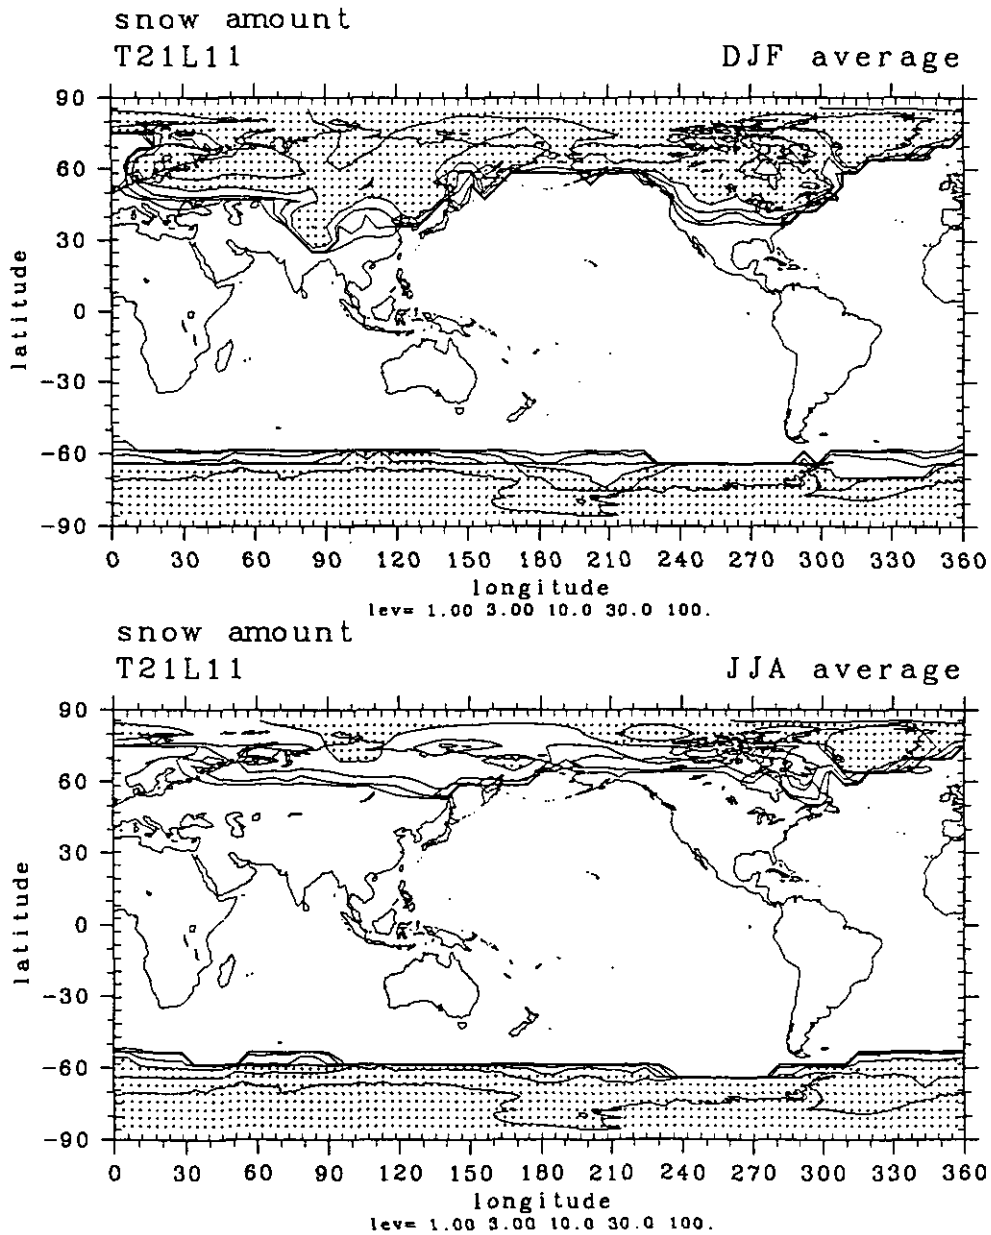 snow amount
T21L11 DJF average
90
60
30
0
-30
-60
-90
latitude
0 30 60 90 120 150 180 210 240 270 300 330 360
longitude
lev= 1.00 3.00 10.0 30.0 100.
snow amount
T21L11 JJA average
90
60
30
0
-30
-60
-90
latitude
0 30 60 90 120 150 180 210 240 270 300 330 360
longitude
lev= 1.00 3.00 10.0 30.0 100.